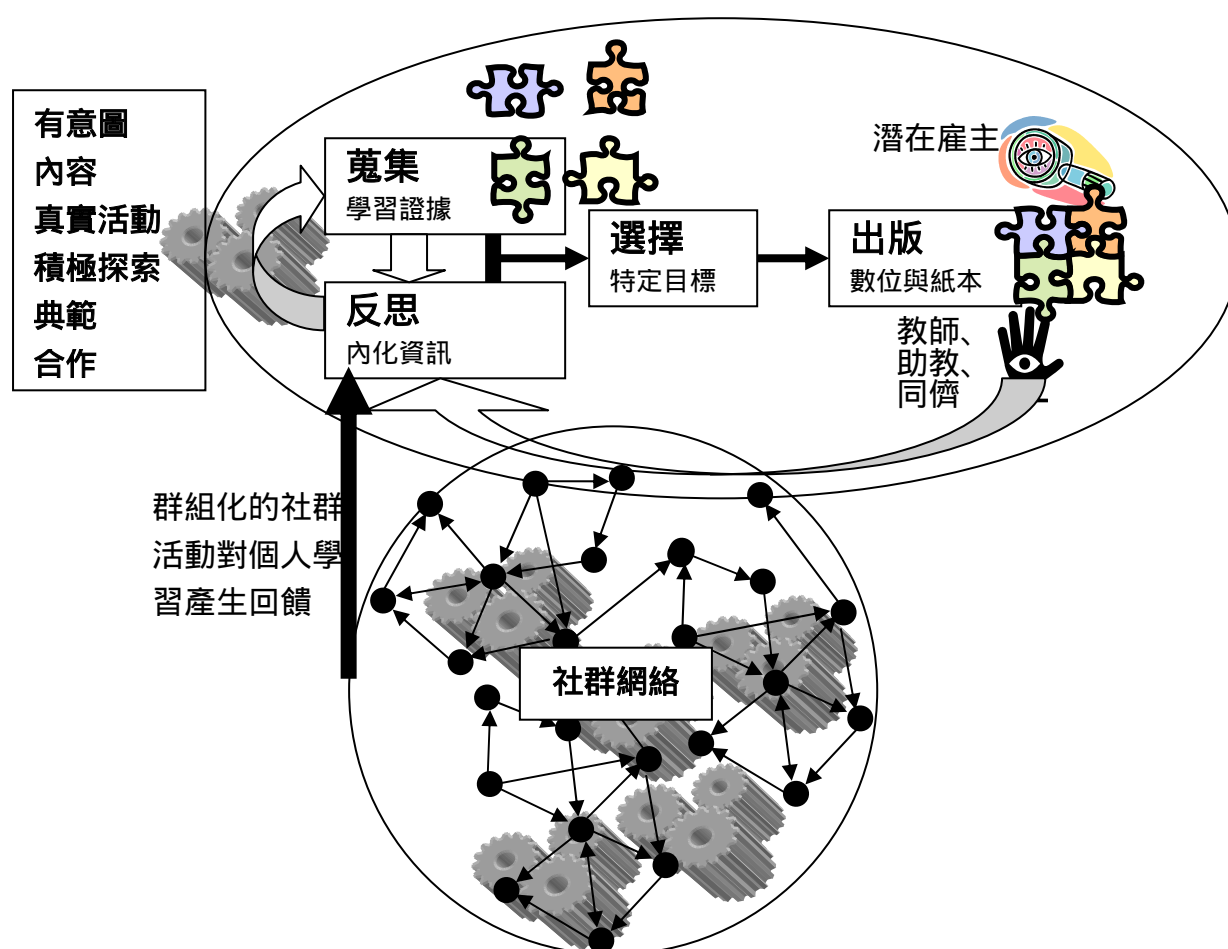 有意圖
內容
真實活動
積極探索
典範
合作
蒐集
學習證據
反思
內化資訊
選擇
特定目標
出版
數位與紙本
潛在雇主
教師、
助教、
同儕
群組化的社群
活動對個人學
習產生回饋
社群網絡